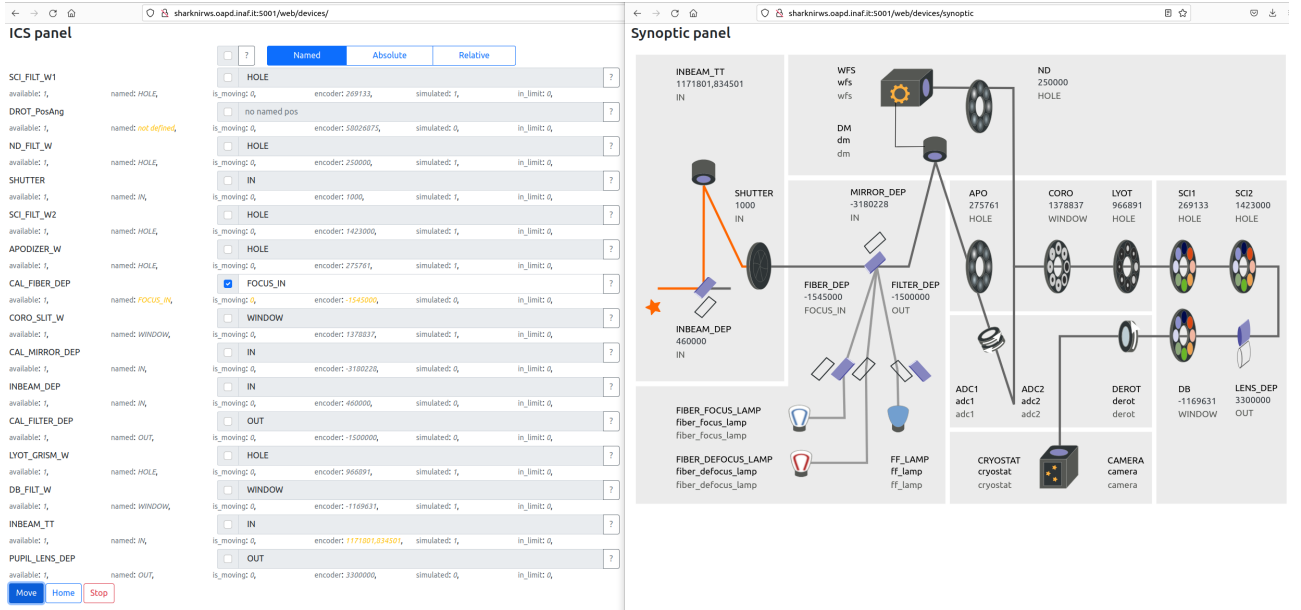 sharknirws.oapd.inaf.it:5001/web/devices/
ICS panel
? Named Absolute Relative
SCI_FILT_W1 HOLE ?
available: 1, named: HOLE, is_moving: 0, encoder: 269133, simulated: 1, in_limit: 0,
DROT_PosAng no named pos ?
available: 1, named: not defined, is_moving: 0, encoder: 50026875, simulated: 0, in_limit: 0,
ND_FILT_W HOLE ?
available: 1, named: HOLE, is_moving: 0, encoder: 250000, simulated: 1, in_limit: 0,
SHUTTER IN ?
available: 1, named: IN, is_moving: 0, encoder: 1000, simulated: 1, in_limit: 0,
SCI_FILT_W2 HOLE ?
available: 1, named: HOLE, is_moving: 0, encoder: 1423000, simulated: 1, in_limit: 0,
APODIZER_W HOLE ?
available: 1, named: HOLE, is_moving: 0, encoder: 275761, simulated: 1, in_limit: 0,
CAL_FIBER_DEP FOCUS_IN ?
available: 1, named: FOCUS_IN, is_moving: 0, encoder: -1545000, simulated: 0, in_limit: 0,
CORO_SLIT_W WINDOW ?
available: 1, named: WINDOW, is_moving: 0, encoder: 1378837, simulated: 1, in_limit: 0,
CAL_MIRROR_DEP IN ?
available: 1, named: IN, is_moving: 0, encoder: -3180228, simulated: 0, in_limit: 0,
INBEAM_DEP IN ?
available: 1, named: IN, is_moving: 0, encoder: 460000, simulated: 1, in_limit: 0,
CAL_FILTER_DEP OUT ?
available: 1, named: OUT, is_moving: 0, encoder: -1500000, simulated: 0, in_limit: 0,
LYOT_GRISM_W HOLE ?
available: 1, named: HOLE, is_moving: 0, encoder: 966891, simulated: 1, in_limit: 0,
DB_FILT_W WINDOW ?
available: 1, named: WINDOW, is_moving: 0, encoder: -1169631, simulated: 1, in_limit: 0,
INBEAM_TT IN ?
available: 1, named: IN, is_moving: 0, encoder: 1171801,834501, simulated: 1, in_limit: 0,
PUPIL_LENS_DEP OUT ?
available: 1, named: OUT, is_moving: 0, encoder: 3300000, simulated: 0, in_limit: 0,
Move Home Stop
sharknirws.oapd.inaf.it:5001/web/devices/synoptic
Synoptic panel
INBEAM_TT
1171801,834501
IN
WFS
wfs
wfs
ND
250000
HOLE
DM
dm
dm
SHUTTER
1000
IN
MIRROR_DEP
-3180228
IN
APO
275761
HOLE
CORO
1378837
WINDOW
LYOT
966891
HOLE
SCI1
269133
HOLE
SCI2
1423000
HOLE
FIBER_DEP
-1545000
FOCUS_IN
FILTER_DEP
-1500000
OUT
INBEAM_DEP
460000
IN
ADC1
adc1
adc1
ADC2
adc2
adc2
DEROT
derot
derot
DB
-1169631
WINDOW
LENS_DEP
3300000
OUT
FIBER_FOCUS_LAMP
fiber_focus_lamp
fiber_focus_lamp
FIBER_DEFOCUS_LAMP
fiber_defocus_lamp
fiber_defocus_lamp
FF_LAMP
ff_lamp
ff_lamp
CRYOSTAT
cryostat
cryostat
CAMERA
camera
camera